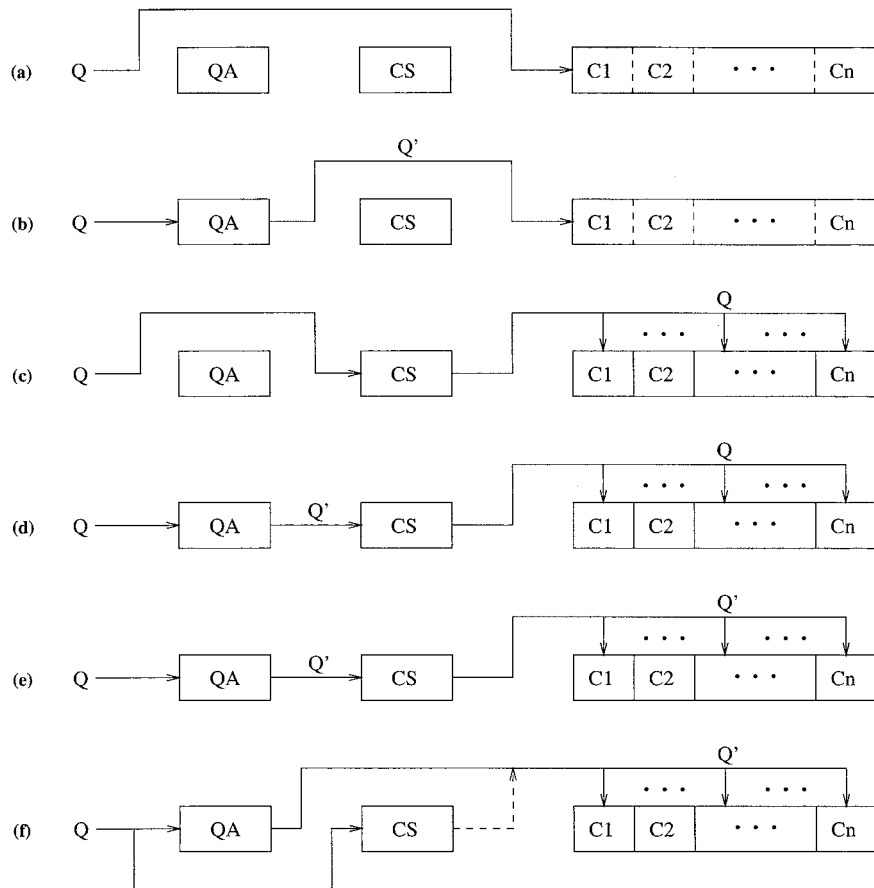 (a) Q QA CS C1 C2 . . . Cn
Q’
(b) Q QA CS C1 C2 . . . Cn
Q
. . . . . .
(c) Q QA CS C1 C2 . . . Cn
Q
. . . . . .
(d) Q QA Q’ CS C1 C2 . . . Cn
Q’
. . . . . .
(e) Q QA Q’ CS C1 C2 . . . Cn
Q’
. . . . . .
(f) Q QA CS C1 C2 . . . Cn